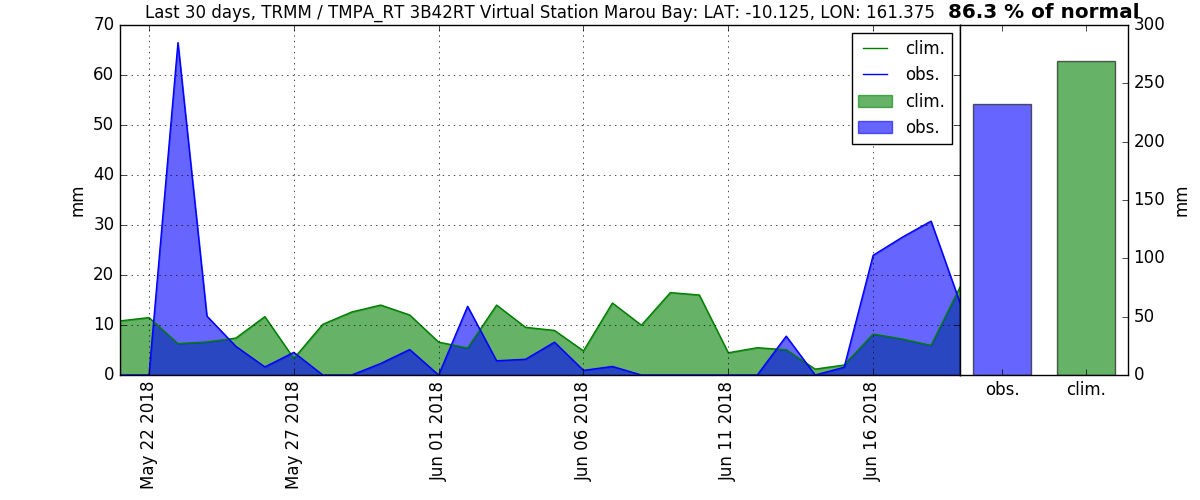 Last 30 days, TRMM / TMPA_RT 3B42RT Virtual Station Marou Bay: LAT: -10.125, LON: 161.375
86.3 % of normal
70
60
50
40
30
20
10
0
mm
clim.
obs.
clim.
obs.
300
250
200
150
100
50
0
mm
May 22 2018
May 27 2018
Jun 01 2018
Jun 06 2018
Jun 11 2018
Jun 16 2018
obs.
clim.